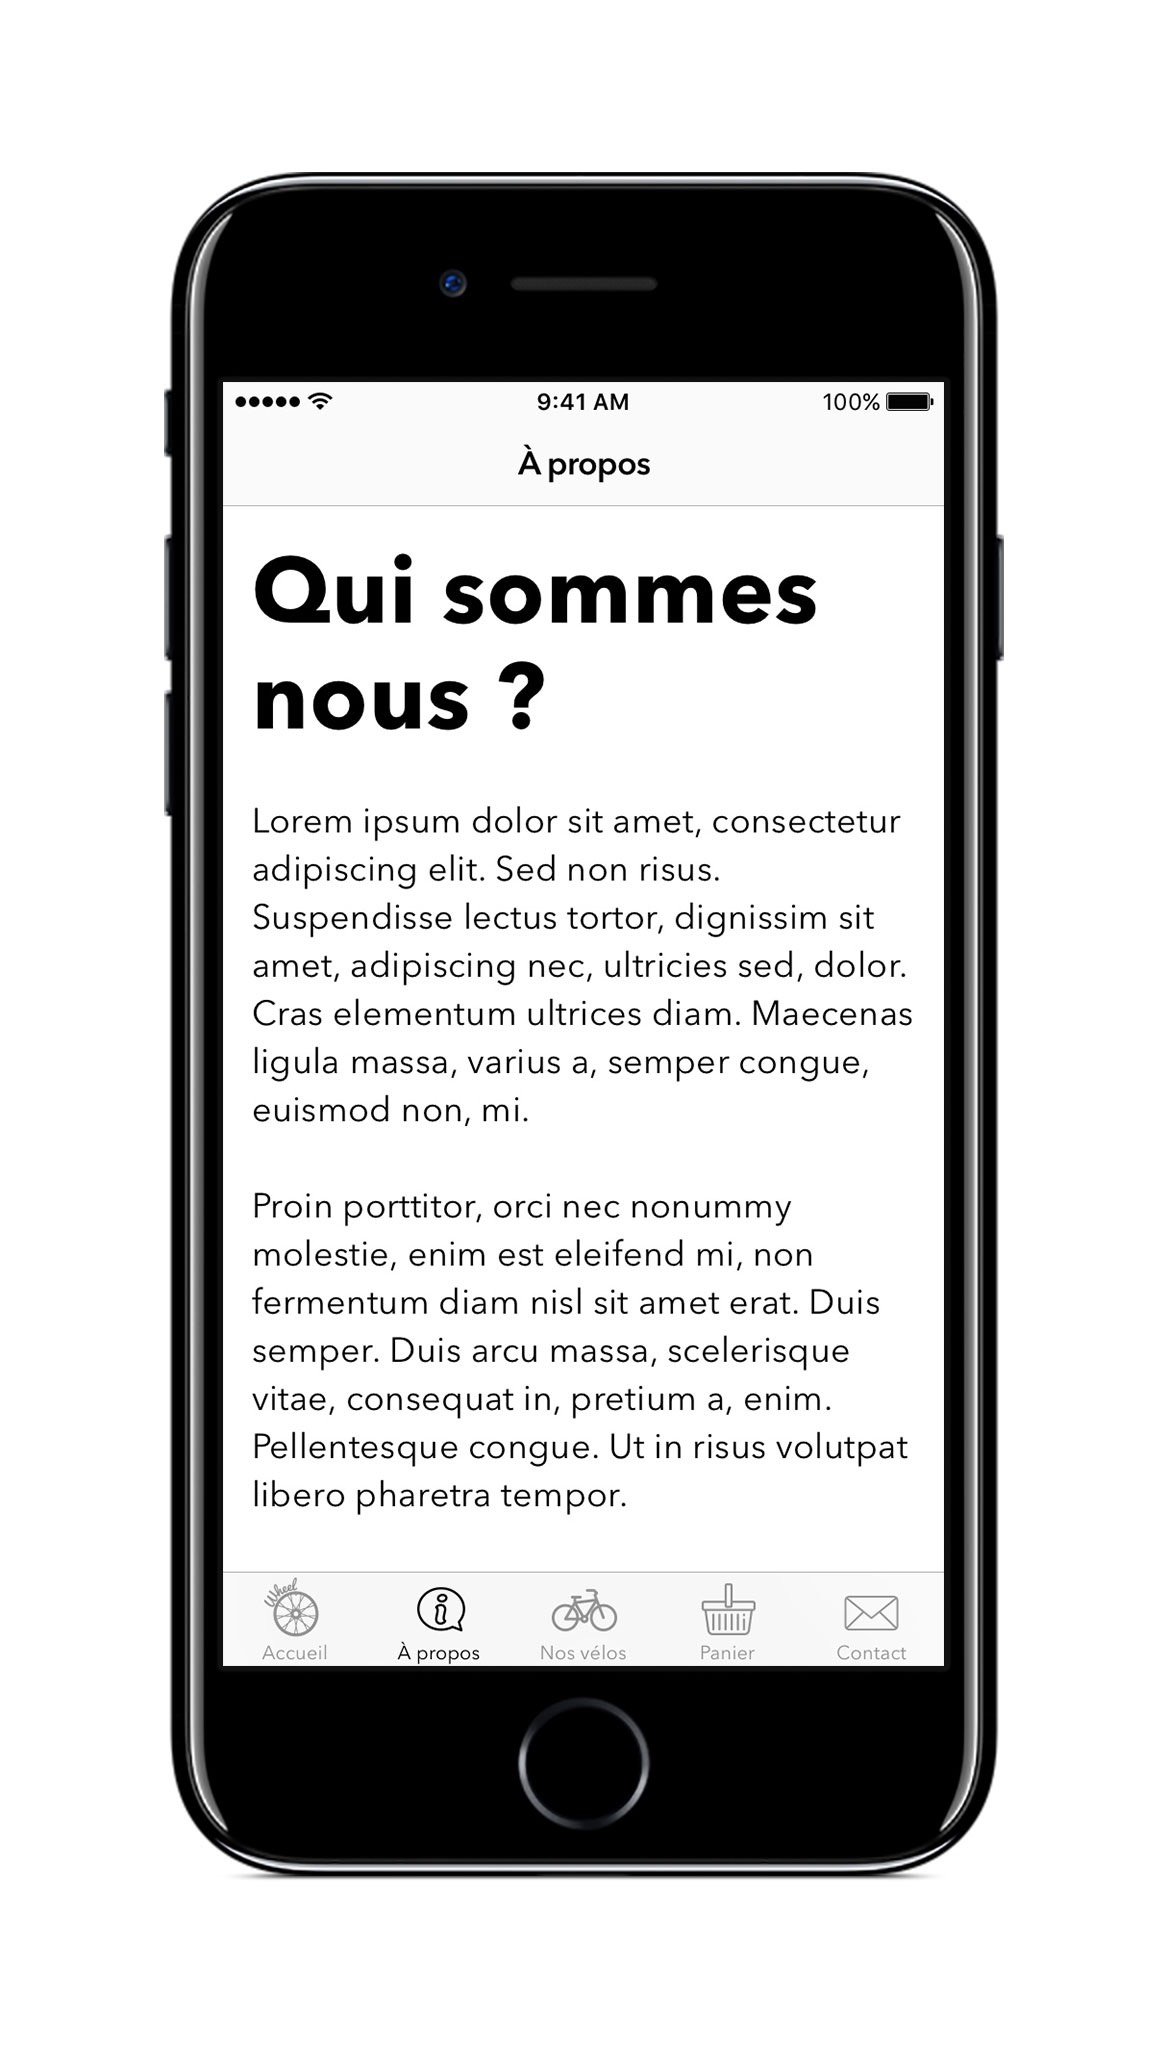 9:41 AM
100%
À propos
Qui sommes
nous ?
Lorem ipsum dolor sit amet, consectetur
adipiscing elit. Sed non risus.
Suspendisse lectus tortor, dignissim sit
amet, adipiscing nec, ultricies sed, dolor.
Cras elementum ultrices diam. Maecenas
ligula massa, varius a, semper congue,
euismod non, mi.
Proin porttitor, orci nec nonummy
molestie, enim est eleifend mi, non
fermentum diam nisl sit amet erat. Duis
semper. Duis arcu massa, scelerisque
vitae, consequat in, pretium a, enim.
Pellentesque congue. Ut in risus volutpat
libero pharetra tempor.
Wheel
Accueil
À propos
Nos vélos
Panier
Contact